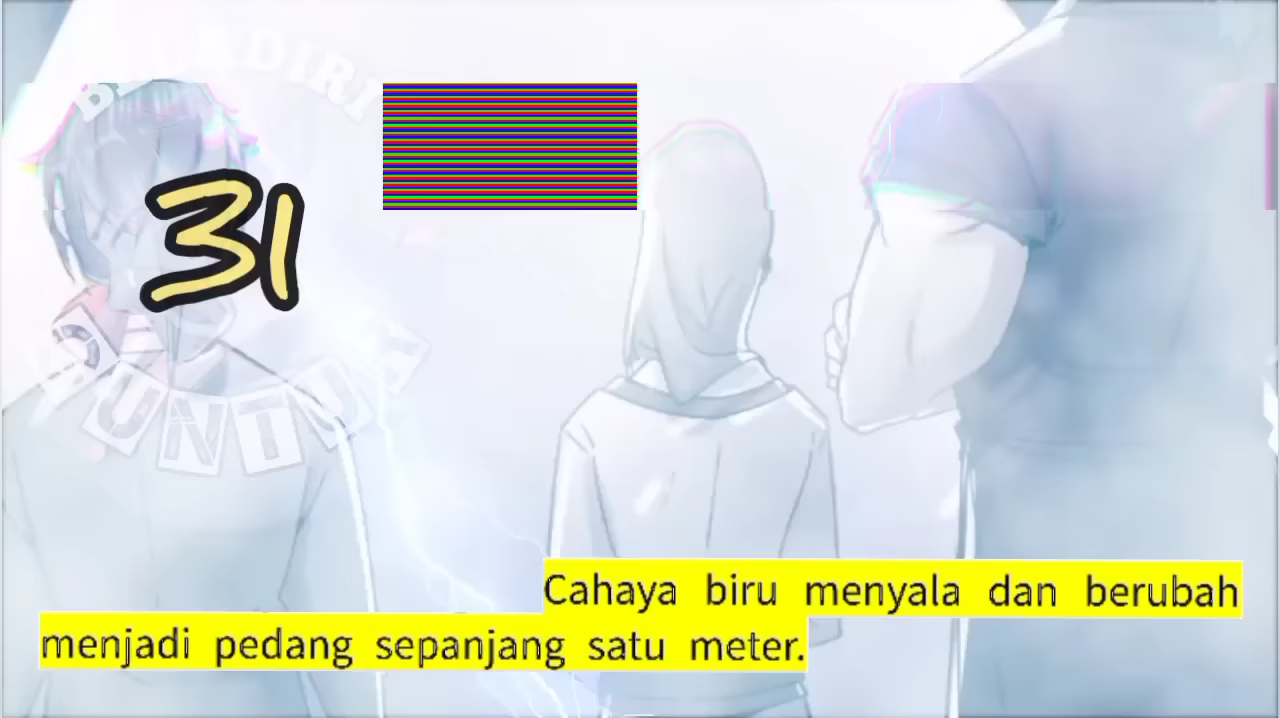 31
Cahaya biru menyala dan berubah
menjadi pedang sepanjang satu meter.